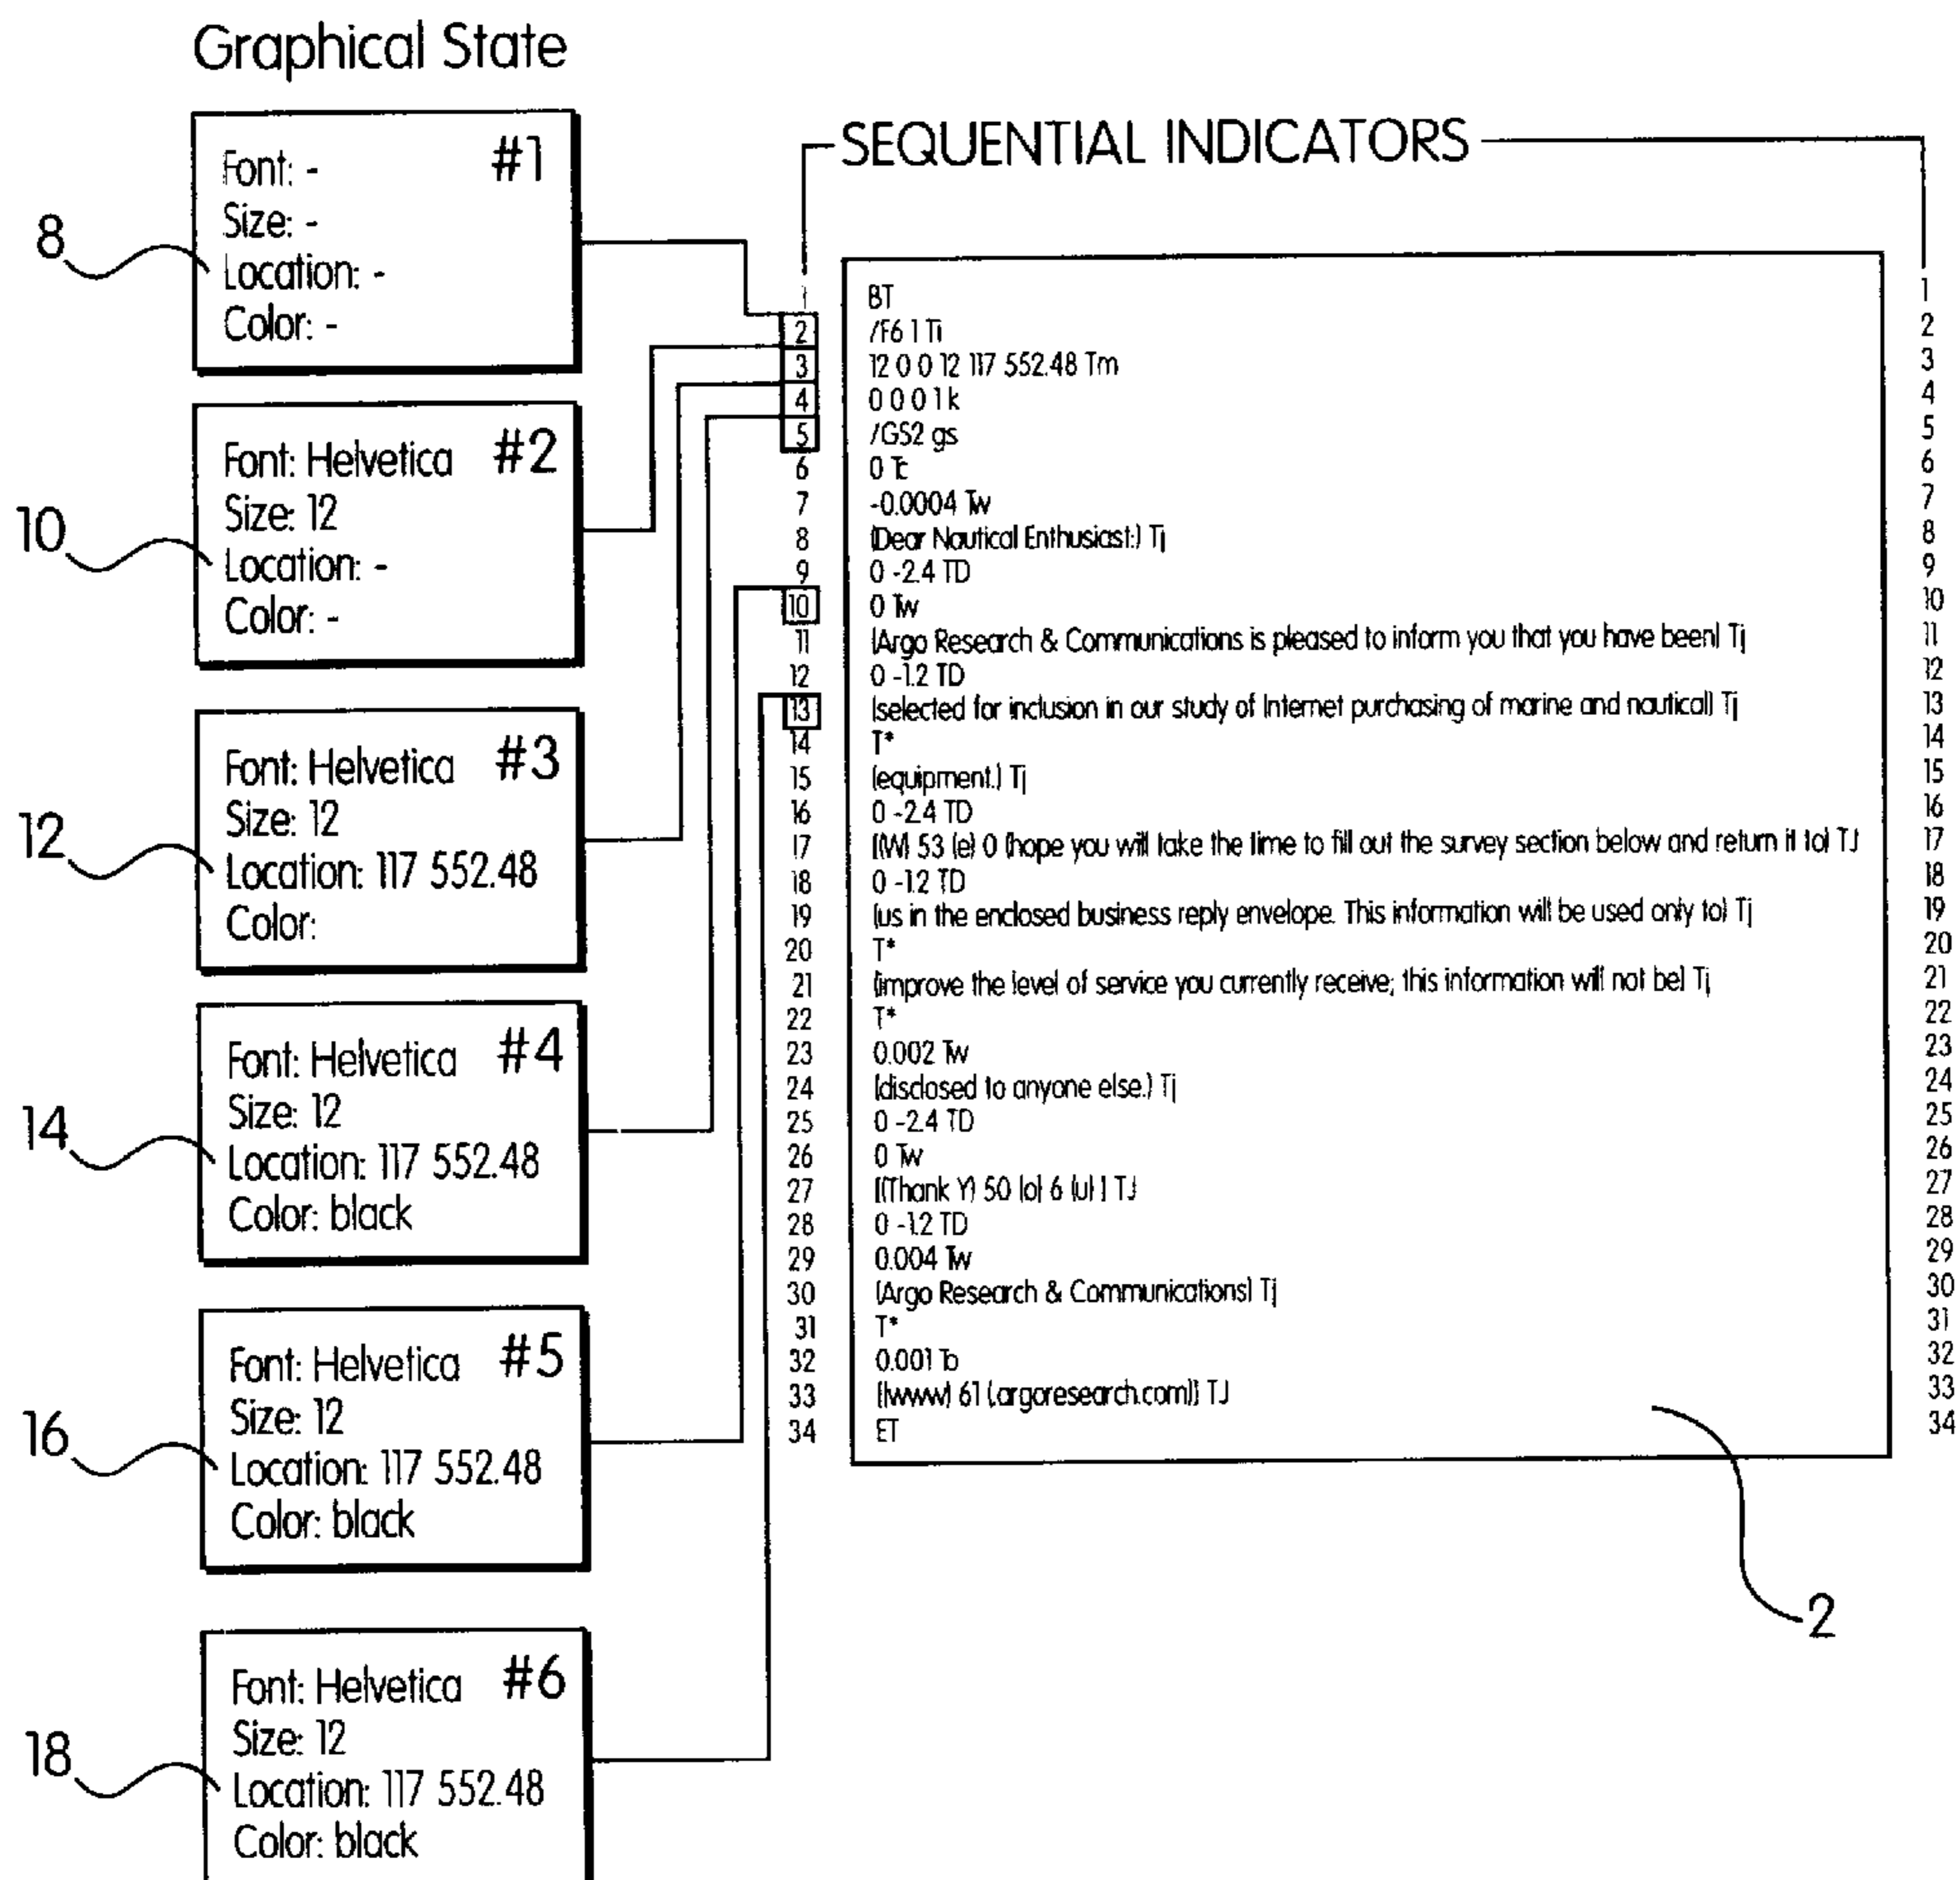 Graphical State
#1
Font: -
Size: -
Location: -
Color: -
8
#2
Font: Helvetica
Size: 12
Location: -
Color: -
10
#3
Font: Helvetica
Size: 12
Location: 117 552.48
Color:
12
#4
Font: Helvetica
Size: 12
Location: 117 552.48
Color: black
14
#5
Font: Helvetica
Size: 12
Location: 117 552.48
Color: black
16
#6
Font: Helvetica
Size: 12
Location: 117 552.48
Color: black
18
SEQUENTIAL INDICATORS
1 BT 1
2 /F6 1 Tj 2
3 12 0 0 12 117 552.48 Tm 3
4 0 0 0 1 k 4
5 /GS2 gs 5
6 0 Tc 6
7 -0.0004 Tw 7
8 (Dear Nautical Enthusiast:) Tj 8
9 0 -2.4 TD 9
10 0 Tw 10
11 (Argo Research & Communications is pleased to inform you that you have been) Tj 11
12 0 -1.2 TD 12
13 (selected for inclusion in our study of Internet purchasing of marine and nautical) Tj 13
14 T* 14
15 (equipment.) Tj 15
16 0 -2.4 TD 16
17 [(W) 53 (e) 0 (hope you will take the time to fill out the survey section below and return it to) TJ 17
18 0 -1.2 TD 18
19 (us in the enclosed business reply envelope. This information will be used only to) Tj 19
20 T* 20
21 (improve the level of service you currently receive; this information will not be) Tj 21
22 T* 22
23 0.002 Tw 23
24 (disclosed to anyone else.) Tj 24
25 0 -2.4 TD 25
26 0 Tw 26
27 [(Thank Y) 50 (o) 6 (u) ] TJ 27
28 0 -1.2 TD 28
29 0.004 Tw 29
30 (Argo Research & Communications) Tj 30
31 T* 31
32 0.001 Tc 32
33 [(www) 61 (.argoresearch.com)] TJ 33
34 ET 34
2